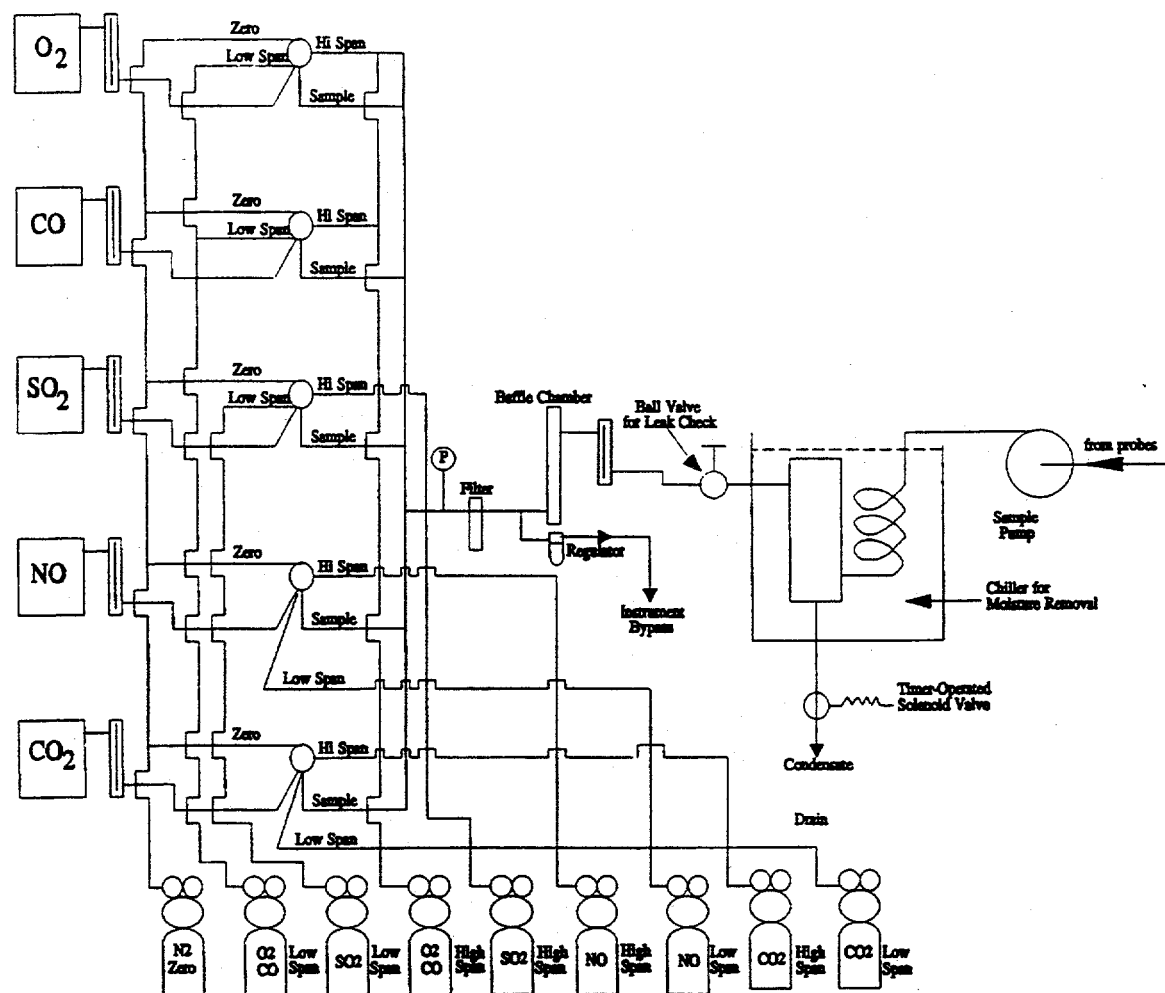 O2
Zero
Low Span
Hi Span
Sample
CO
Zero
Low Span
Hi Span
Sample
SO2
Zero
Low Span
Hi Span
Sample
P
Filter
Baffle Chamber
Ball Valve
for Leak Check
from probes
Sample
Pump
Regulator
Instrument
Bypass
Chiller for
Moisture Removal
NO
Zero
Hi Span
Sample
Low Span
Timer-Operated
Solenoid Valve
Condensate
Drain
CO2
Zero
Hi Span
Sample
Low Span
N2
Zero
O2
CO
Low
Span
SO2
Low
Span
O2
CO
High
Span
SO2
High
Span
NO
High
Span
NO
Low
Span
CO2
High
Span
CO2
Low
Span